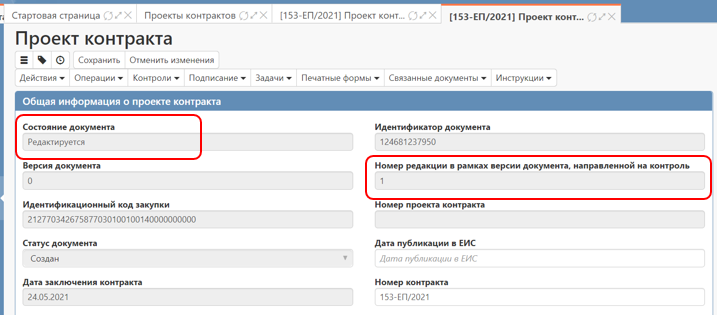 Стартовая страница
Проекты контрактов
[153-ЕП/2021] Проект конт...
[153-ЕП/2021] Проект конт...
Проект контракта
Сохранить
Отменить изменения
Действия
Операции
Контроли
Подписание
Задачи
Печатные формы
Связанные документы
Инструкции
Общая информация о проекте контракта
Состояние документа
Редактируется
Идентификатор документа
124681237950
Версия документа
0
Номер редакции в рамках версии документа, направленной на контроль
1
Идентификационный код закупки
212770342675877030100100140000000000
Номер проекта контракта
Статус документа
Создан
Дата публикации в ЕИС
Дата публикации в ЕИС
Дата заключения контракта
24.05.2021
Номер контракта
153-ЕП/2021